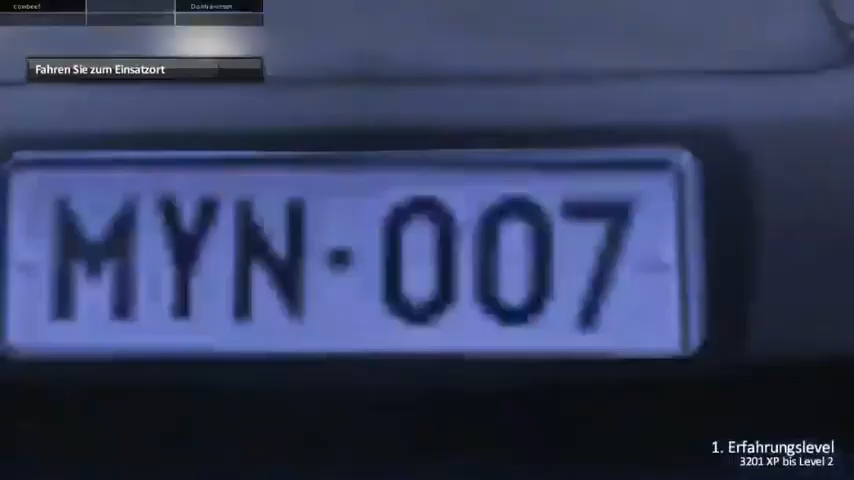 Fahren Sie zum Einsatzort
MYN·007
1. Erfahrungslevel
3201 XP bis Level 2